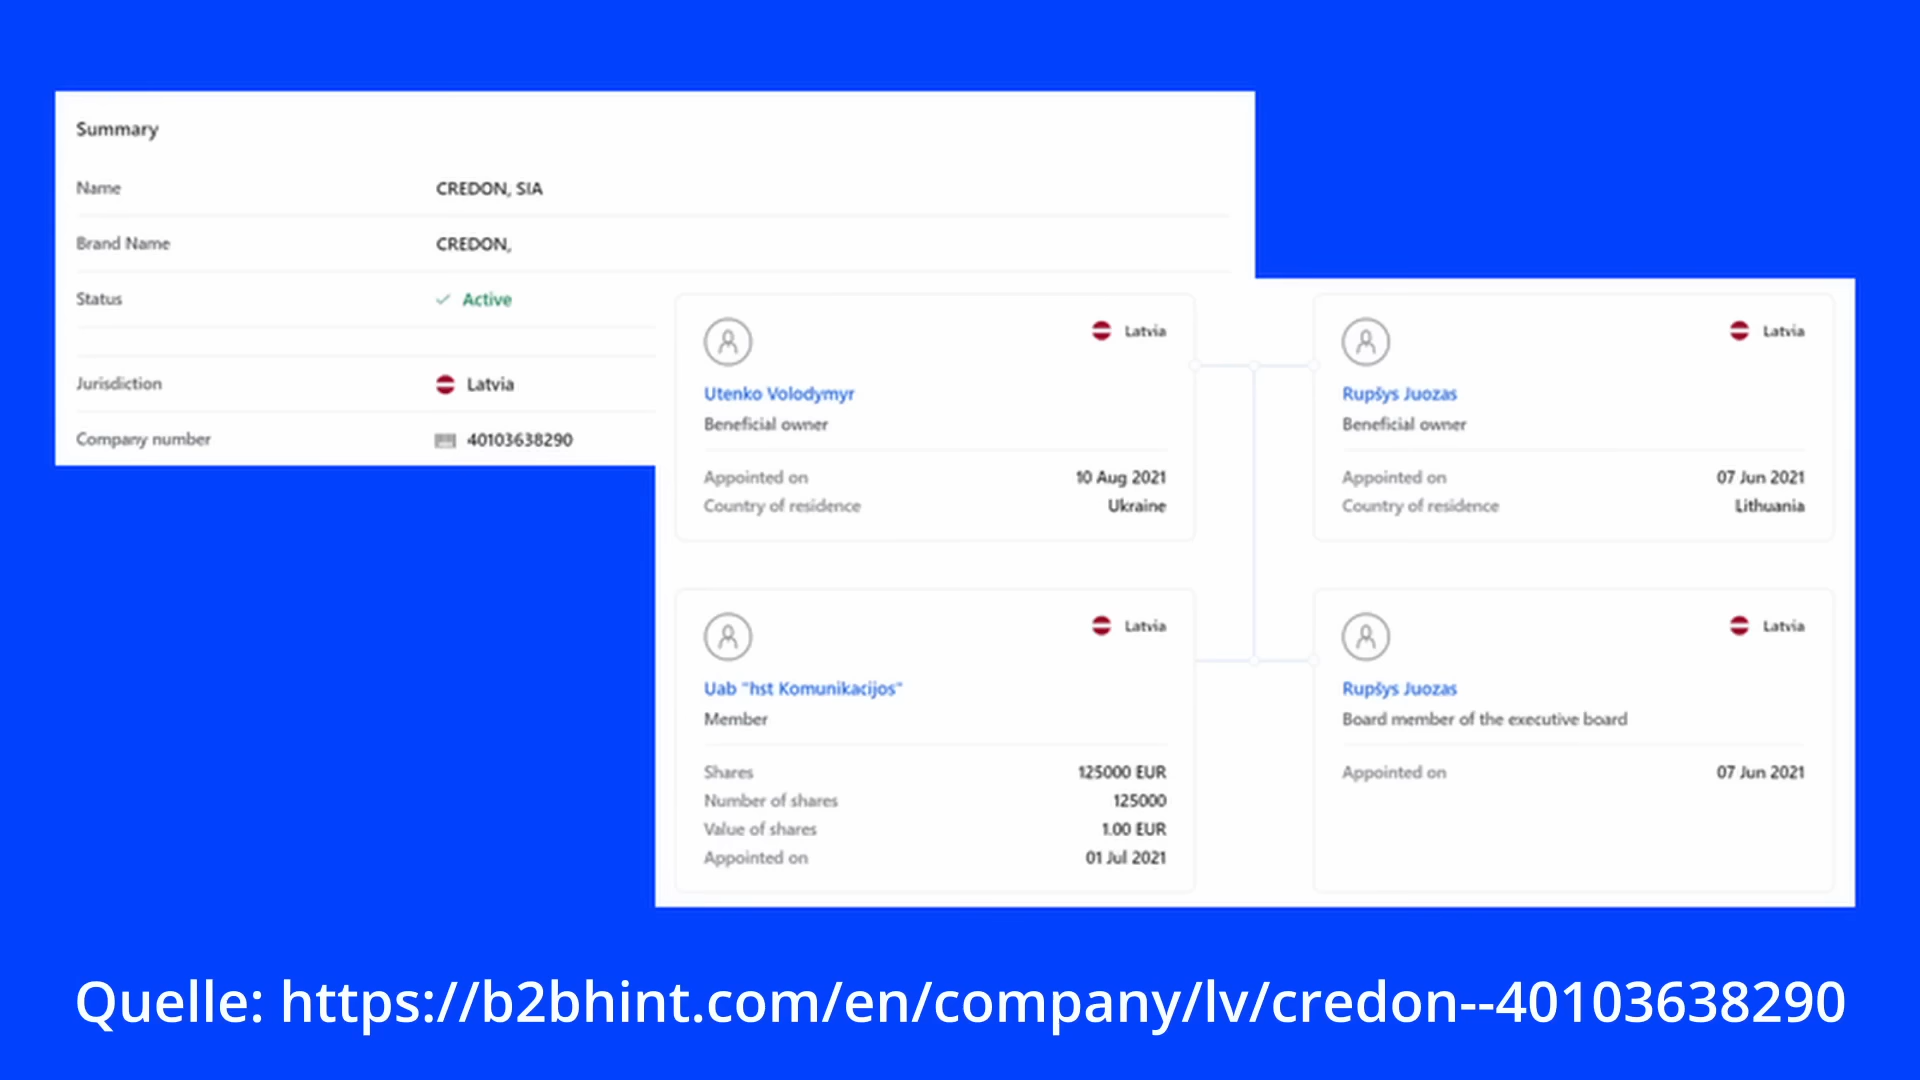 Summary
Name CREDON, SIA
Brand Name CREDON,
Status Active
Jurisdiction Latvia
Company number 40103638290
Latvia
Utenko Volodymyr
Beneficial owner
Appointed on 10 Aug 2021
Country of residence Ukraine
Latvia
Rupšys Juozas
Beneficial owner
Appointed on 07 Jun 2021
Country of residence Lithuania
Latvia
Uab "hst Komunikacijos"
Member
Shares 125000 EUR
Number of shares 125000
Value of shares 1.00 EUR
Appointed on 01 Jul 2021
Latvia
Rupšys Juozas
Board member of the executive board
Appointed on 07 Jun 2021
Quelle: https://b2bhint.com/en/company/lv/credon--40103638290